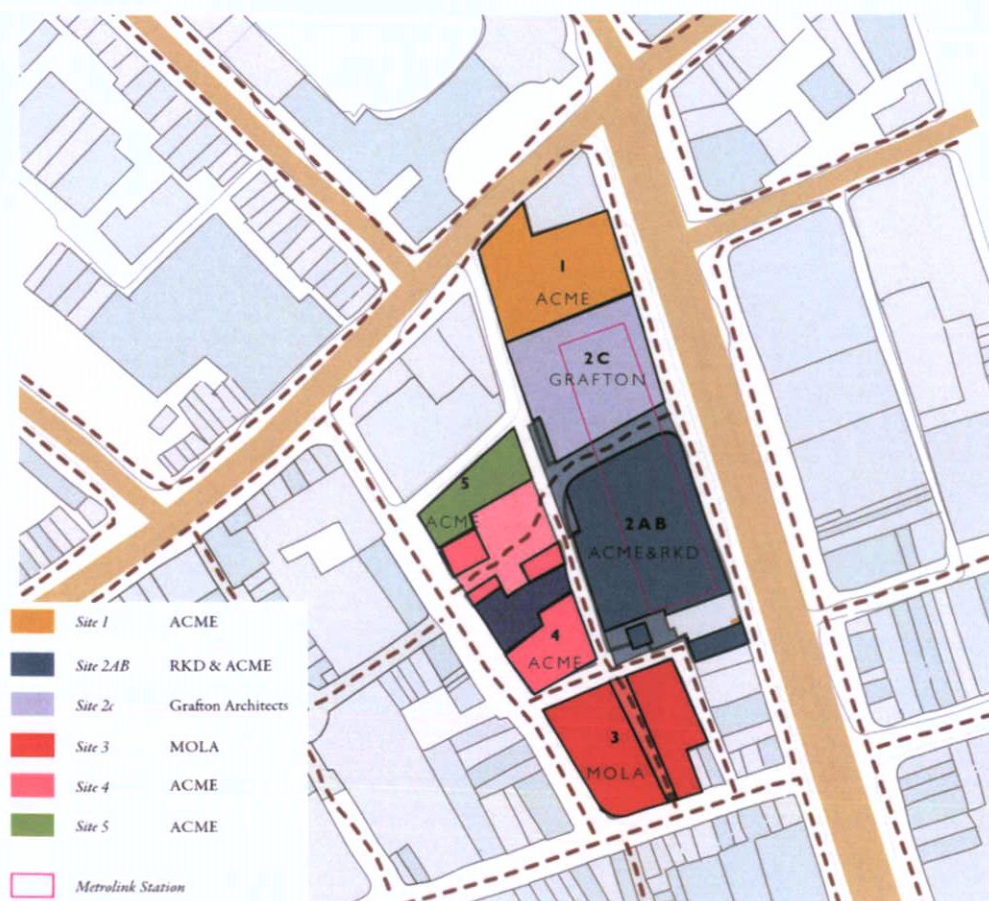 1
ACME
2C
GRAFTON
5
ACME
2AB
ACME&RKD
4
ACME
3
MOLA
Site 1 ACME
Site 2AB RKD & ACME
Site 2c Grafton Architects
Site 3 MOLA
Site 4 ACME
Site 5 ACME
Metrolink Station